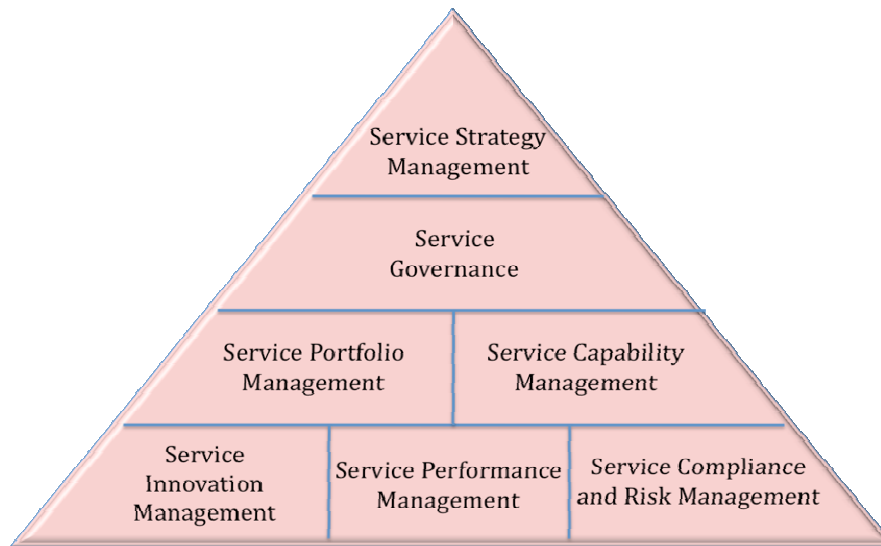 Service Strategy
Management
Service
Governance
Service Portfolio
Management
Service Capability
Management
Service
Innovation
Management
Service Performance
Management
Service Compliance
and Risk Management